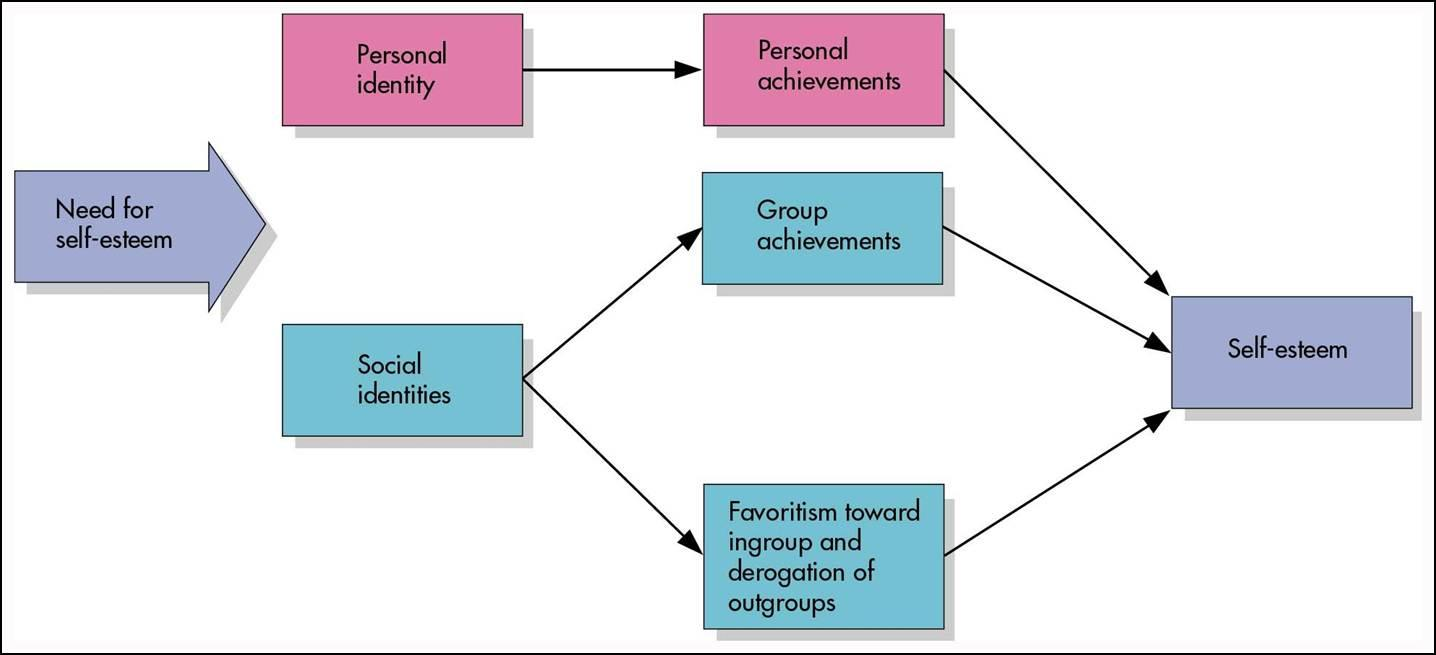 Personal
identity
Personal
achievements
Need for
self-esteem
Group
achievements
Social
identities
Self-esteem
Favoritism toward
ingroup and
derogation of
outgroups